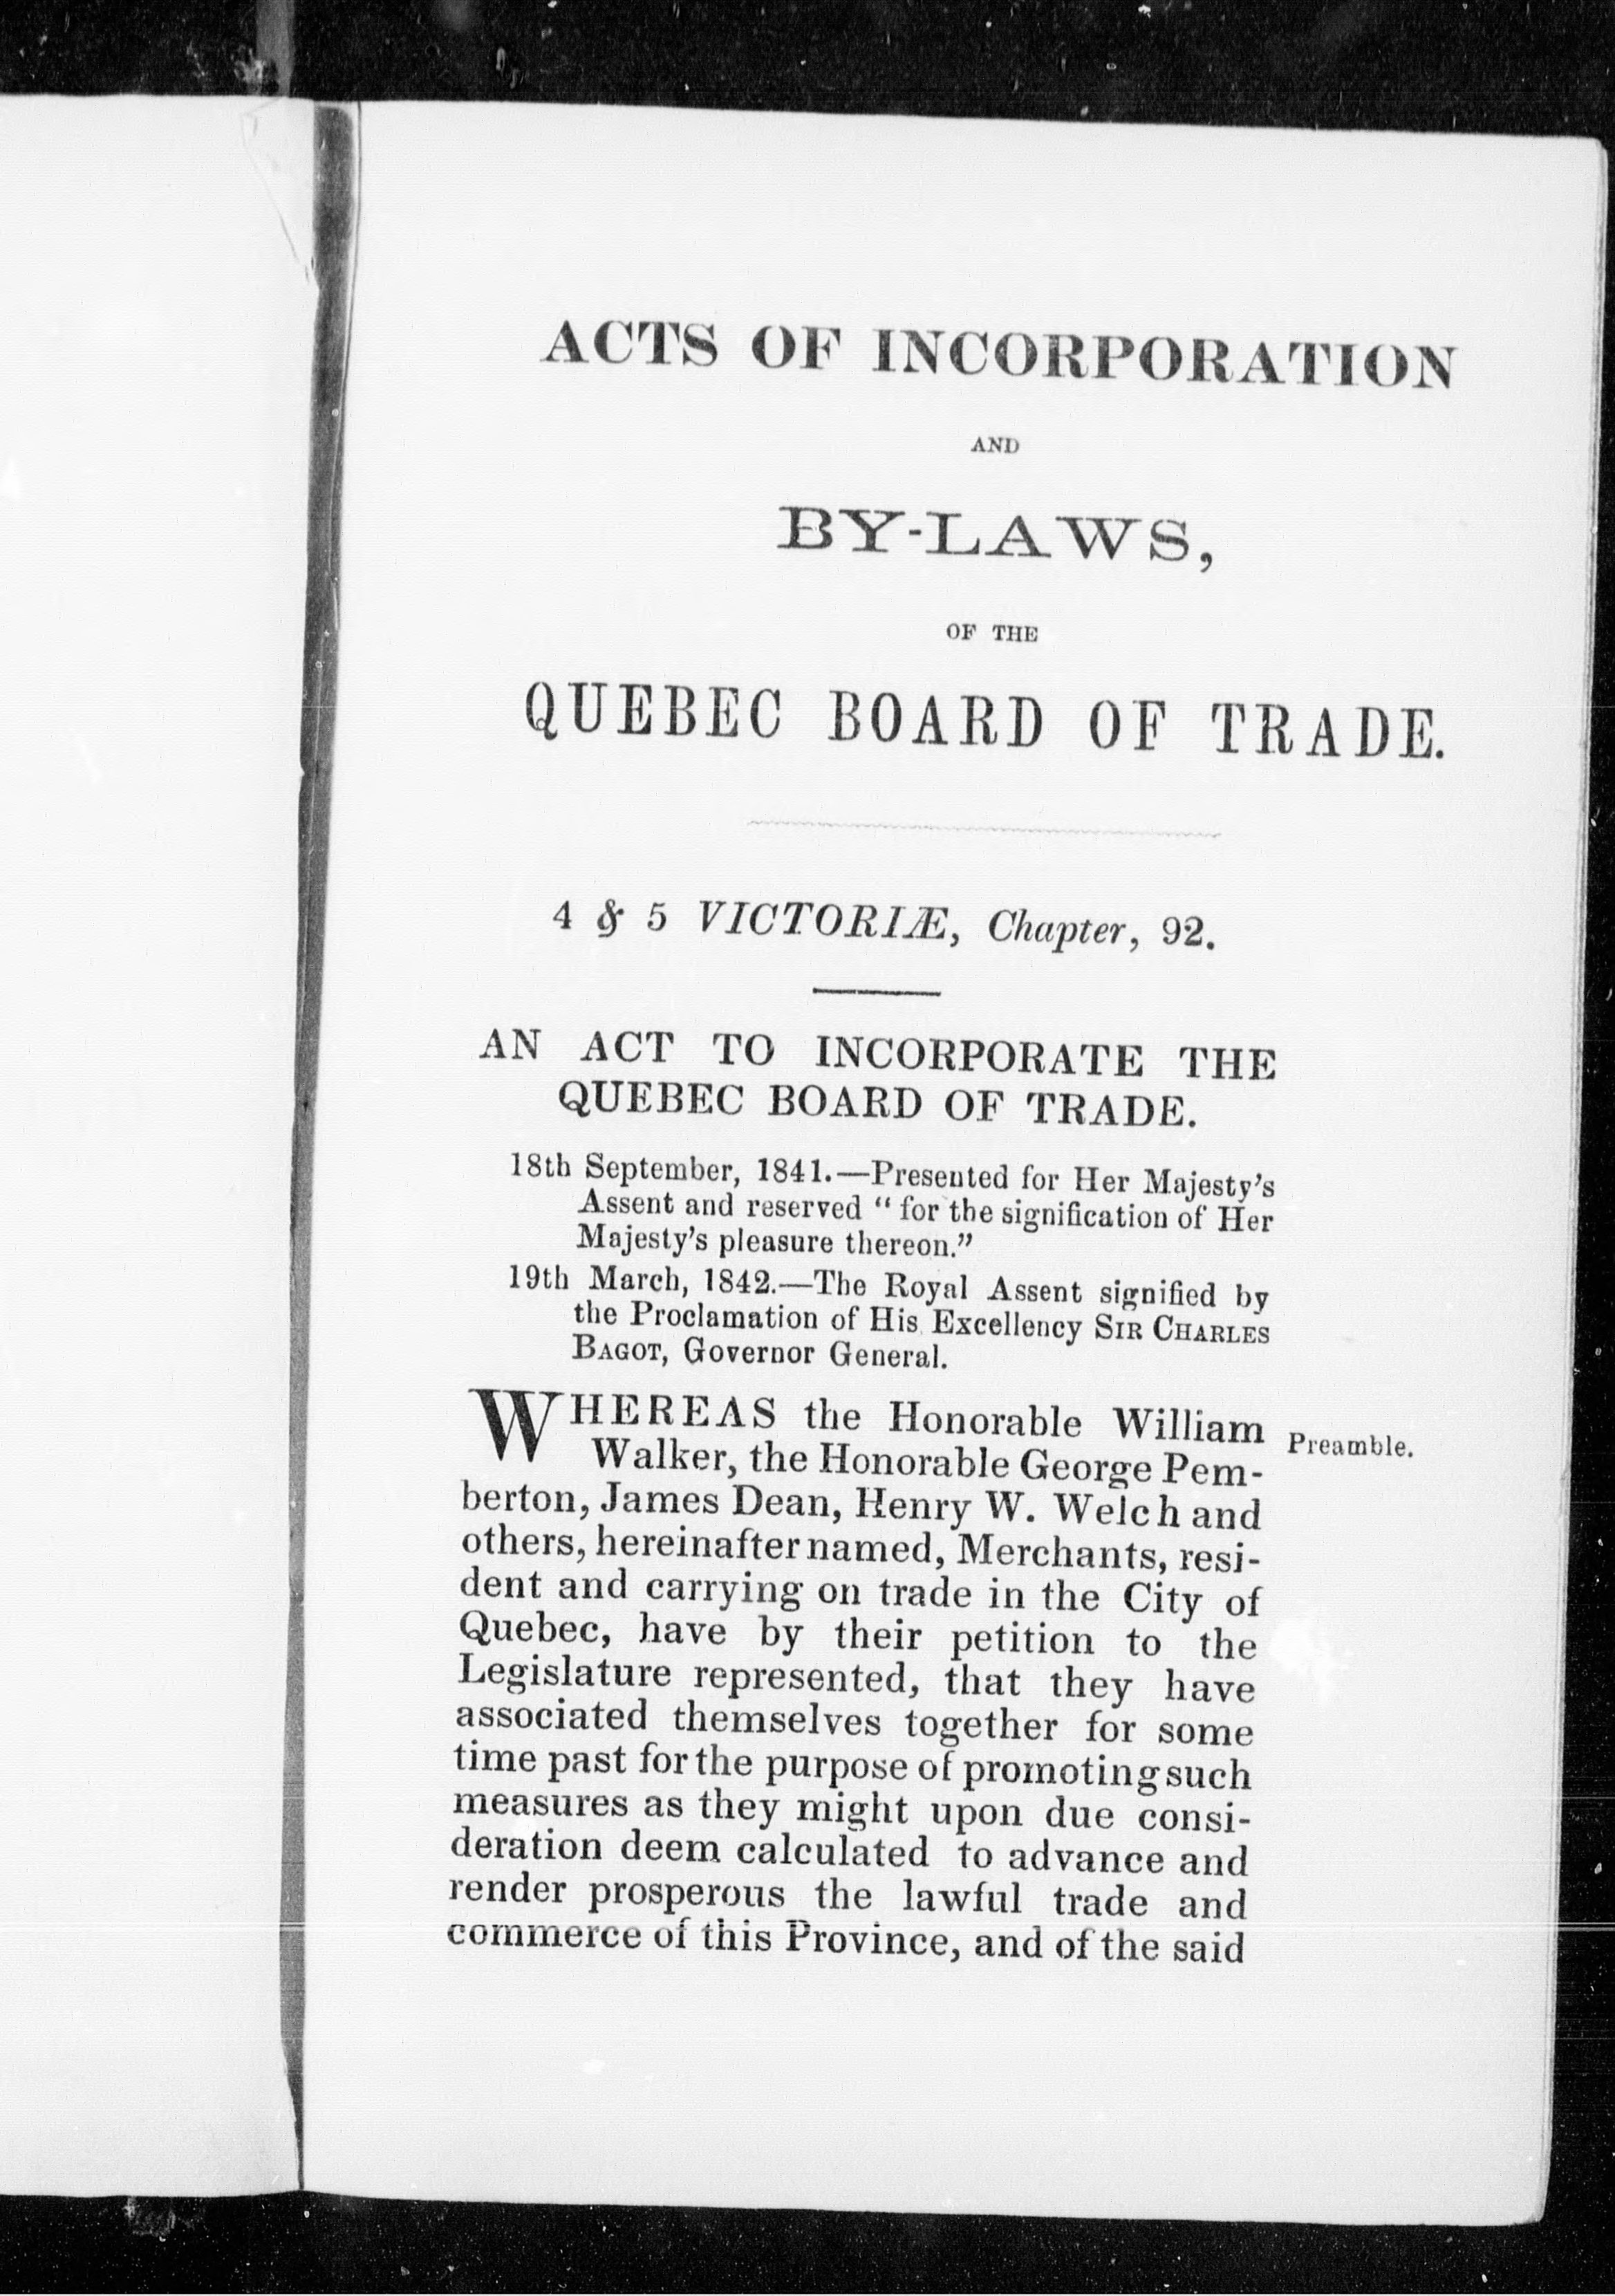 ACTS OF INCORPORATION
AND
BY-LAWS,
OF THE
QUEBEC BOARD OF TRADE.
4 & 5 VICTORIÆ, Chapter, 92.
AN ACT TO INCORPORATE THE
QUEBEC BOARD OF TRADE.
18th September, 1841.—Presented for Her Majesty's
Assent and reserved “ for the signification of Her
Majesty's pleasure thereon.”
19th March, 1842.—The Royal Assent signified by
the Proclamation of His Excellency SIR CHARLES
BAGOT, Governor General.
WHEREAS the Honorable William
Preamble.
Walker, the Honorable George Pem-
berton, James Dean, Henry W. Welch and
others, hereinafter named, Merchants, resi-
dent and carrying on trade in the City of
Quebec, have by their petition to the
Legislature represented, that they have
associated themselves together for some
time past for the purpose of promoting such
measures as they might upon due consi-
deration deem calculated to advance and
render prosperous the lawful trade and
commerce of this Province, and of the said